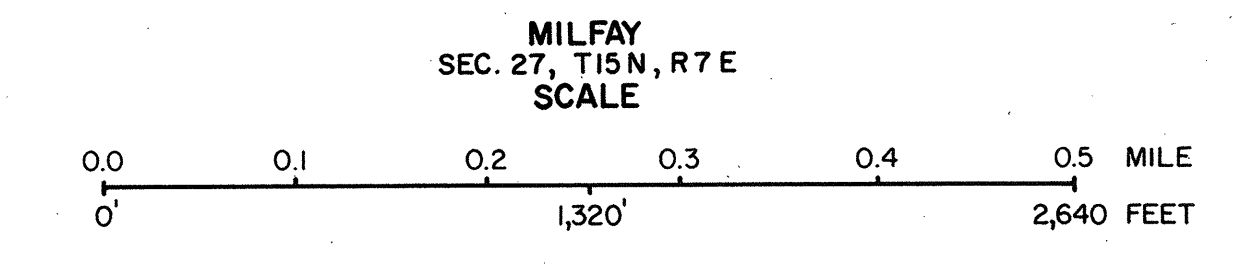 MILFAY
SEC. 27, T15N, R7E
SCALE
0.0 0.1 0.2 0.3 0.4 0.5 MILE
0' 1,320' 2,640 FEET